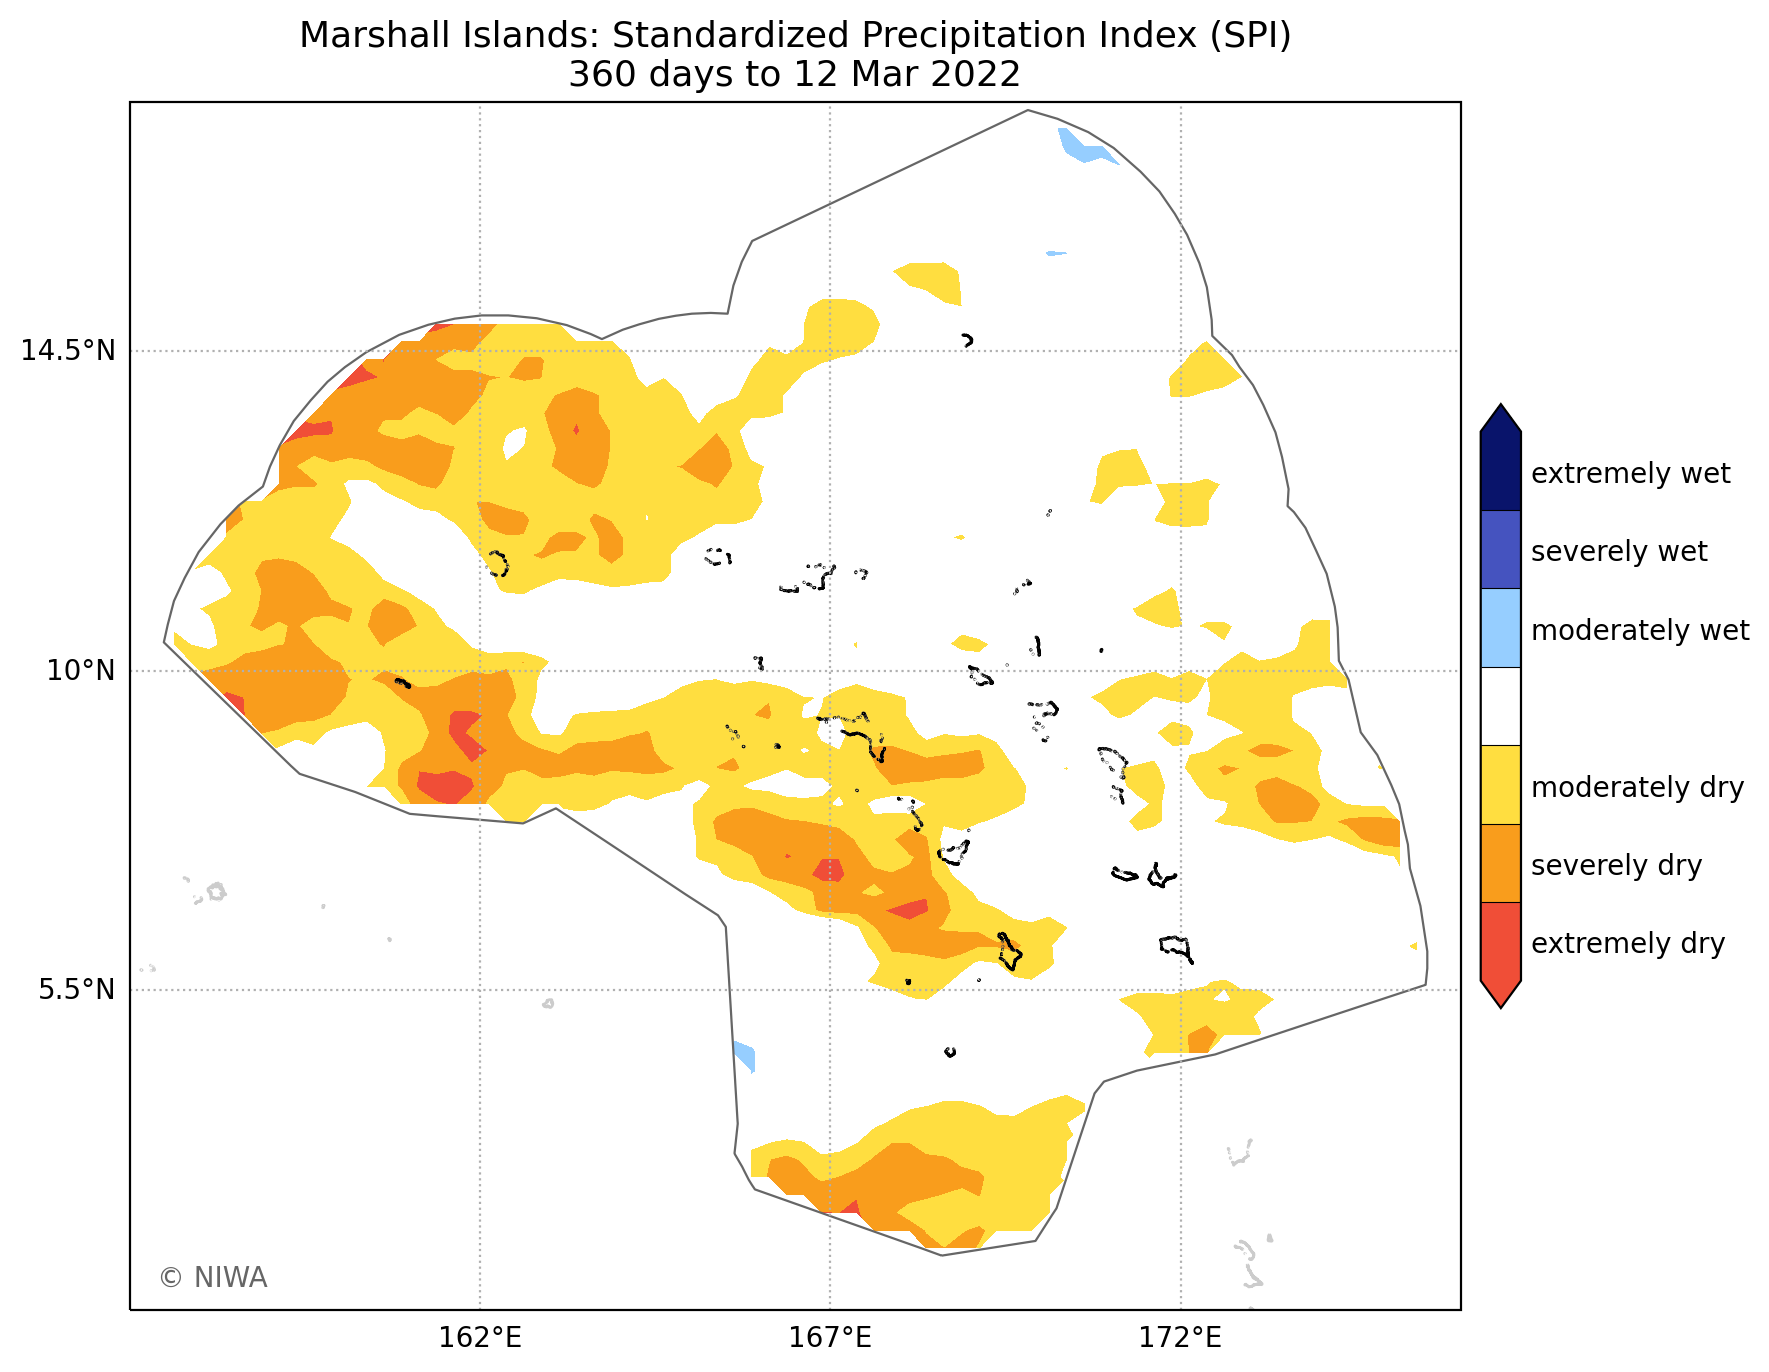 Marshall Islands: Standardized Precipitation Index (SPI)
360 days to 12 Mar 2022
14.5°N
10°N
5.5°N
162°E
167°E
172°E
© NIWA
extremely wet
severely wet
moderately wet
moderately dry
severely dry
extremely dry